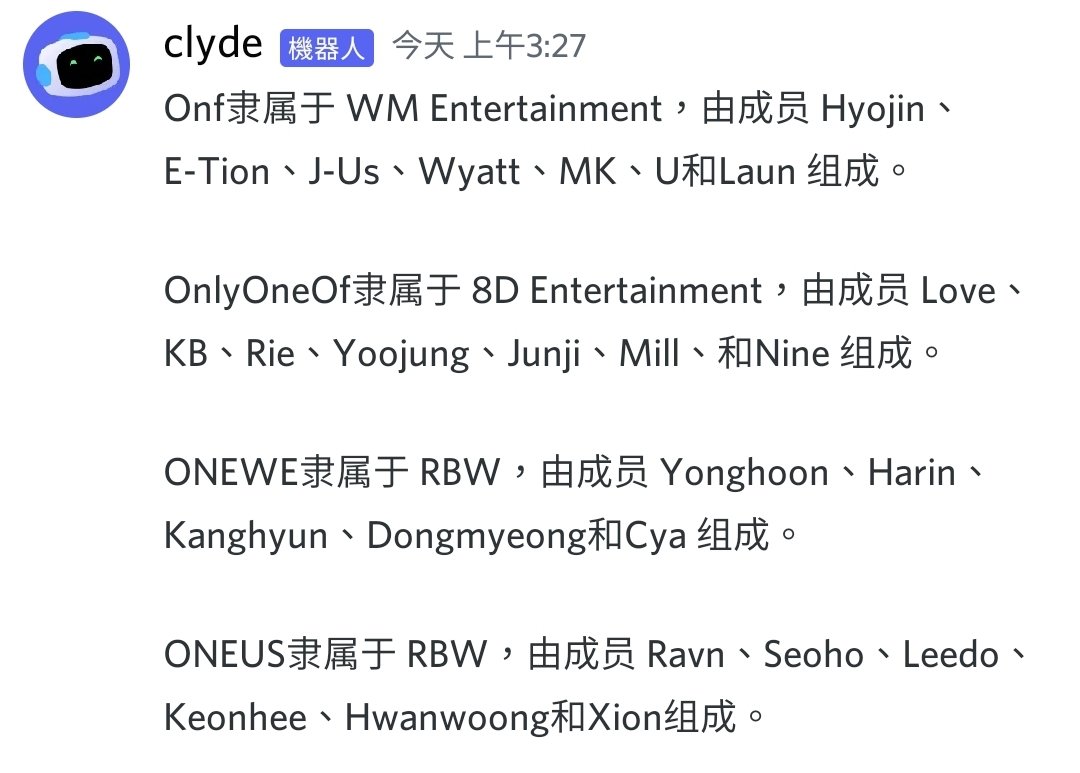 clyde 機器人 今天 上午3:27
Onf隶属于 WM Entertainment，由成员 Hyojin、
E-Tion、J-Us、Wyatt、MK、U和Laun 组成。
OnlyOneOf隶属于 8D Entertainment，由成员 Love、
KB、Rie、Yoojung、Junji、Mill、和Nine 组成。
ONEWE隶属于 RBW，由成员 Yonghoon、Harin、
Kanghyun、Dongmyeong和Cya 组成。
ONEUS隶属于 RBW，由成员 Ravn、Seoho、Leedo、
Keonhee、Hwanwoong和Xion组成。